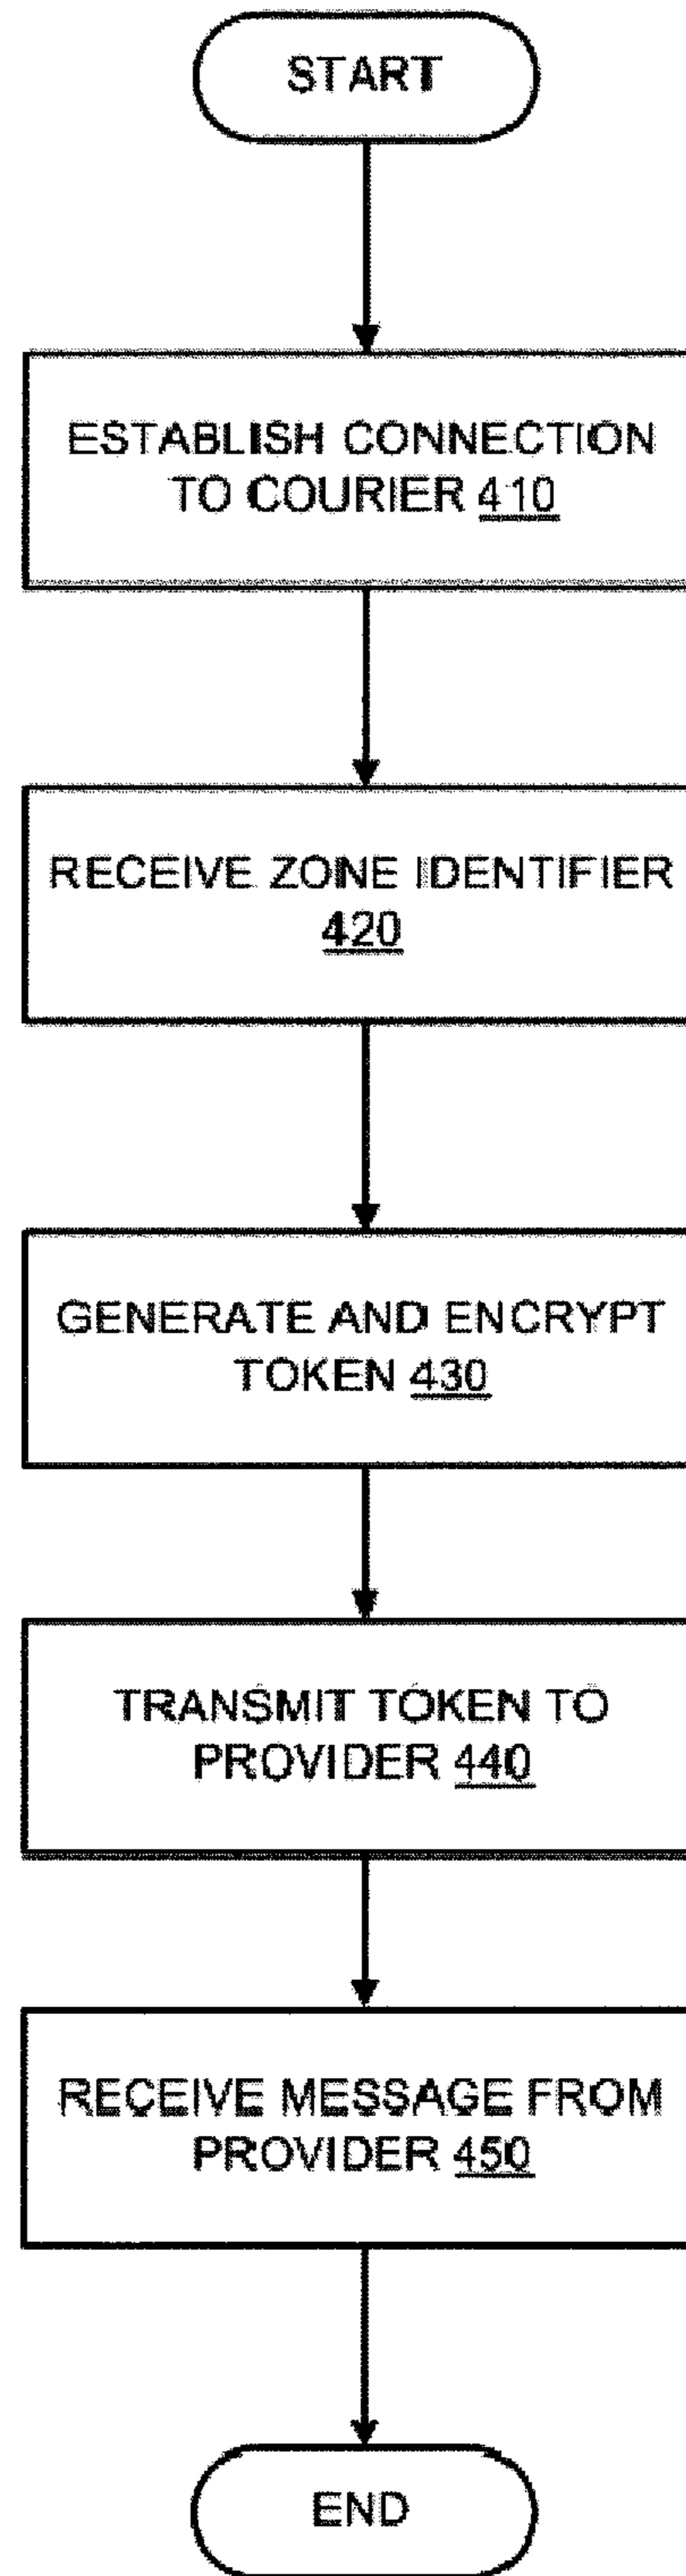 START
ESTABLISH CONNECTION
TO COURIER 410
RECEIVE ZONE IDENTIFIER
420
GENERATE AND ENCRYPT
TOKEN 430
TRANSMIT TOKEN TO
PROVIDER 440
RECEIVE MESSAGE FROM
PROVIDER 450
END